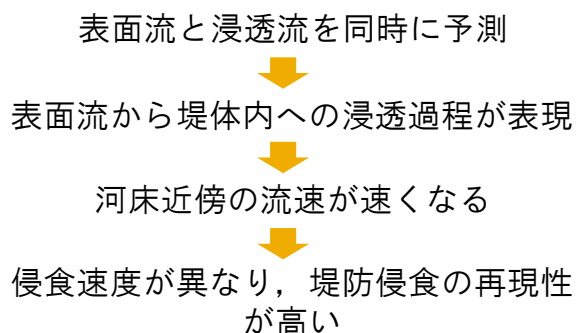 表面流と浸透流を同時に予測
表面流から堤体内への浸透過程が表現
河床近傍の流速が速くなる
侵食速度が異なり，堤防侵食の再現性
が高い